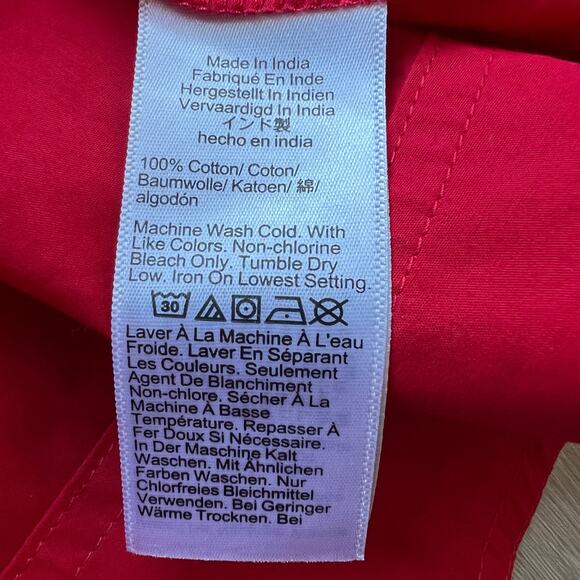 Made In India
Fabriqué En Inde
Hergestellt In Indien
Vervaardigd In India
インド製
hecho en india
100% Cotton/ Coton/
Baumwolle/ Katoen/ 綿/
algodón
Machine Wash Cold. With
Like Colors. Non-chlorine
Bleach Only. Tumble Dry
Low. Iron On Lowest Setting.
30
Laver À La Machine À L'eau
Froide. Laver En Séparant
Les Couleurs. Seulement
Agent De Blanchiment
Non-chlore. Sécher À La
Machine À Basse
Température. Repasser À
Fer Doux Si Nécessaire.
In Der Maschine Kalt
Waschen. Mit Ähnlichen
Farben Waschen. Nur
Chlorfreies Bleichmittel
Verwenden. Bei Geringer
Wärme Trocknen. Bei